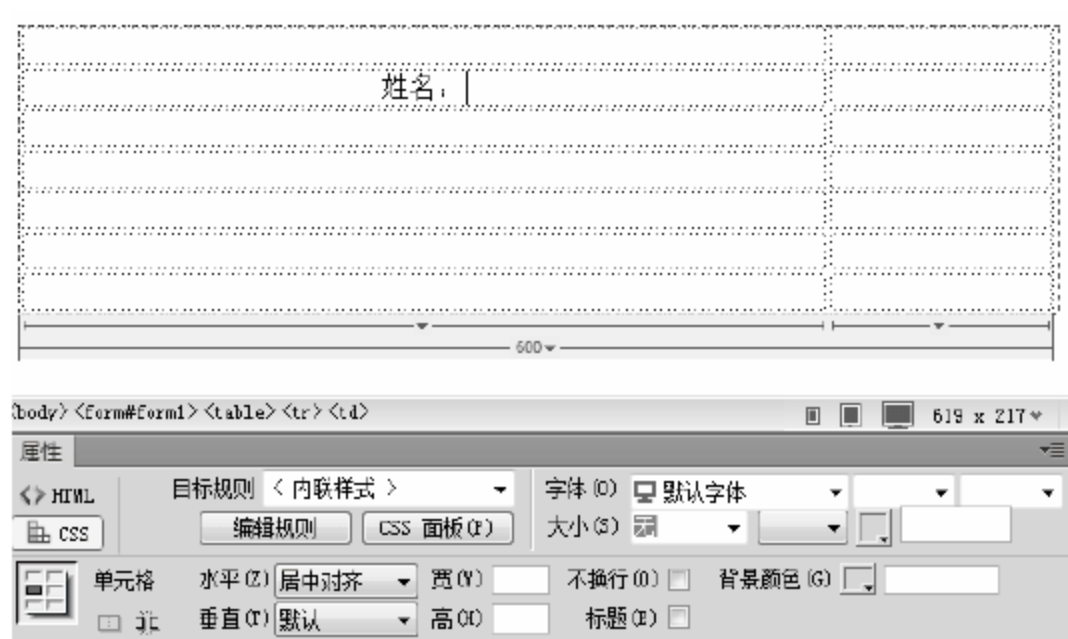 姓名:
600
<body> <form#form1> <table> <tr> <td> 619 x 217
属性
<> HTML 目标规则 < 内联样式 > 字体(O) 默认字体
CSS 编辑规则 CSS 面板(P) 大小(S) 无
单元格 水平(Z) 居中对齐 宽(W) 不换行(O) 背景颜色(G)
垂直(T) 默认 高(H) 标题(E)